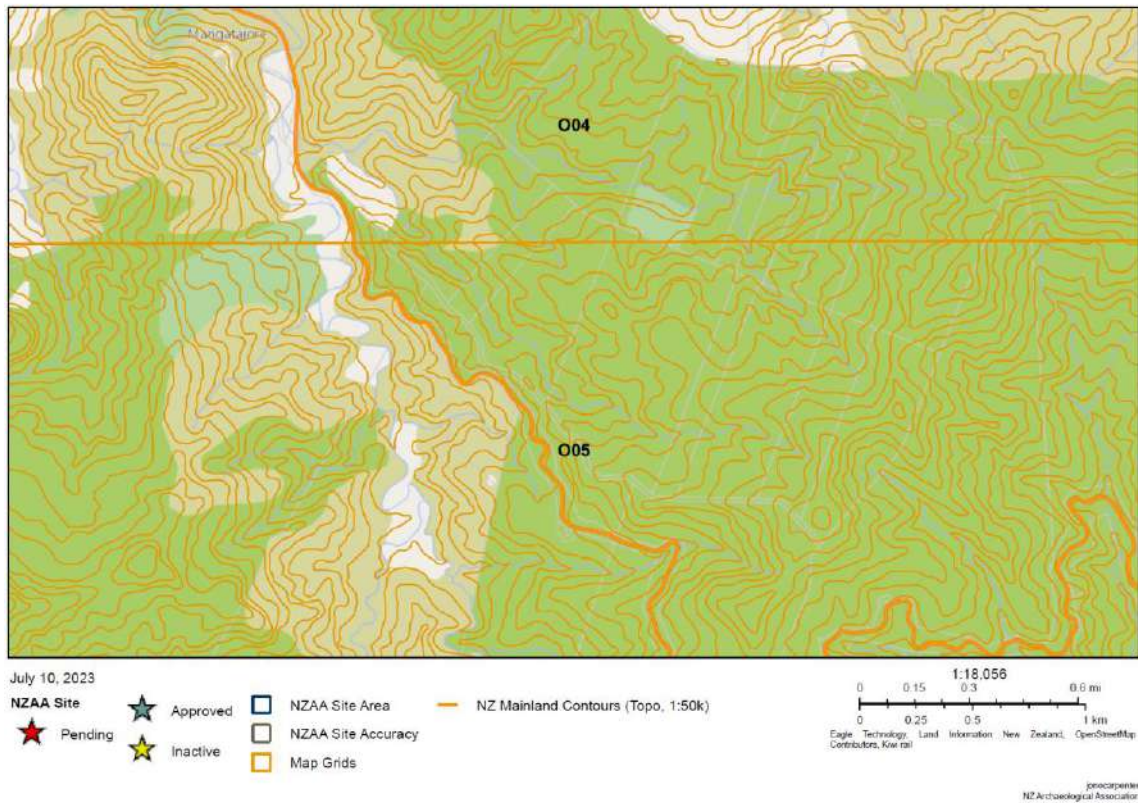 Mangataiore
O04
O05
July 10, 2023
NZAA Site
Pending
Approved
Inactive
NZAA Site Area
NZAA Site Accuracy
Map Grids
NZ Mainland Contours (Topo, 1:50k)
1:18,056
0 0.15 0.3 0.6 mi
0 0.25 0.5 1 km
Eagle Technology, Land Information New Zealand, OpenStreetMap
Contributors, Kiwi rail
jonocarpenter
NZ Archaeological Association